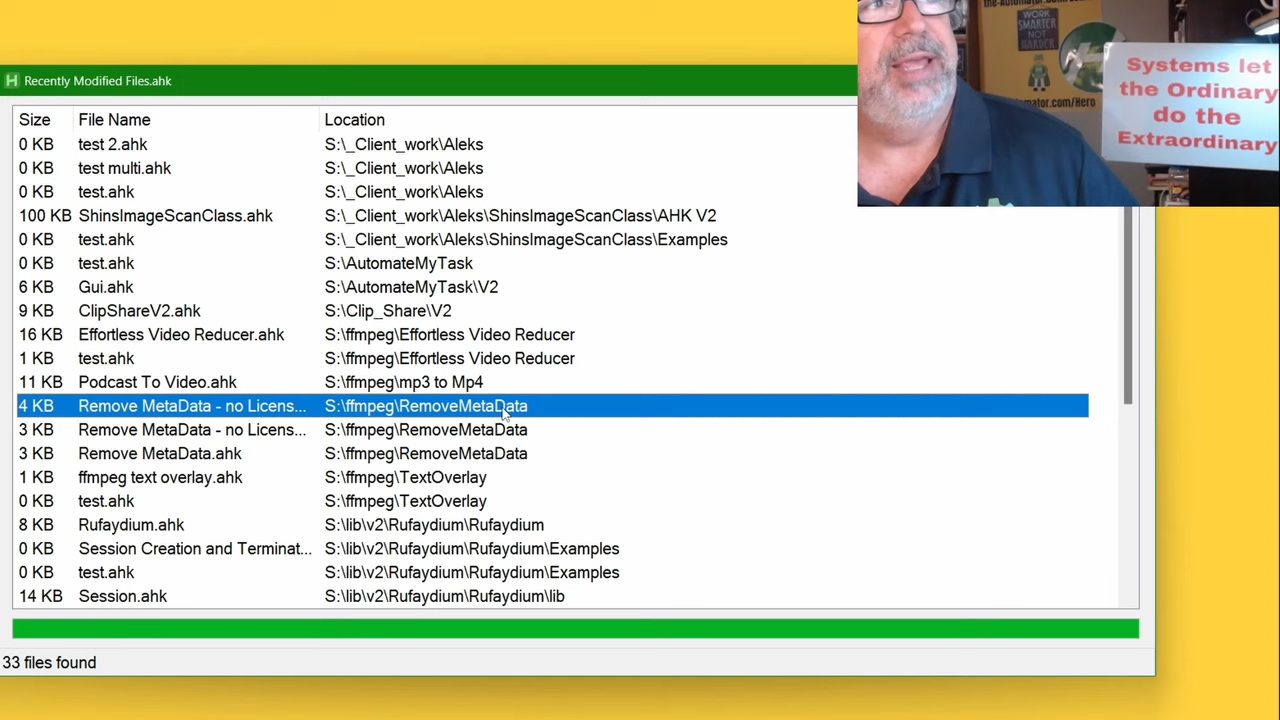 Recently Modified Files.ahk
the-Automator.com/
WORK
SMARTER
NOT
HARDER
omator.com/Hero
Systems let
the Ordinary
do the
Extraordinary
Size File Name Location
0 KB test 2.ahk S:\_Client_work\Aleks
0 KB test multi.ahk S:\_Client_work\Aleks
0 KB test.ahk S:\_Client_work\Aleks
100 KB ShinsImageScanClass.ahk S:\_Client_work\Aleks\ShinsImageScanClass\AHK V2
0 KB test.ahk S:\_Client_work\Aleks\ShinsImageScanClass\Examples
0 KB test.ahk S:\AutomateMyTask
6 KB Gui.ahk S:\AutomateMyTask\V2
9 KB ClipShareV2.ahk S:\Clip_Share\V2
16 KB Effortless Video Reducer.ahk S:\ffmpeg\Effortless Video Reducer
1 KB test.ahk S:\ffmpeg\Effortless Video Reducer
11 KB Podcast To Video.ahk S:\ffmpeg\mp3 to Mp4
4 KB Remove MetaData - no Licens... S:\ffmpeg\RemoveMetaData
3 KB Remove MetaData - no Licens... S:\ffmpeg\RemoveMetaData
3 KB Remove MetaData.ahk S:\ffmpeg\RemoveMetaData
1 KB ffmpeg text overlay.ahk S:\ffmpeg\TextOverlay
0 KB test.ahk S:\ffmpeg\TextOverlay
8 KB Rufaydium.ahk S:\lib\v2\Rufaydium\Rufaydium
0 KB Session Creation and Terminat... S:\lib\v2\Rufaydium\Rufaydium\Examples
0 KB test.ahk S:\lib\v2\Rufaydium\Rufaydium\Examples
14 KB Session.ahk S:\lib\v2\Rufaydium\Rufaydium\lib
33 files found